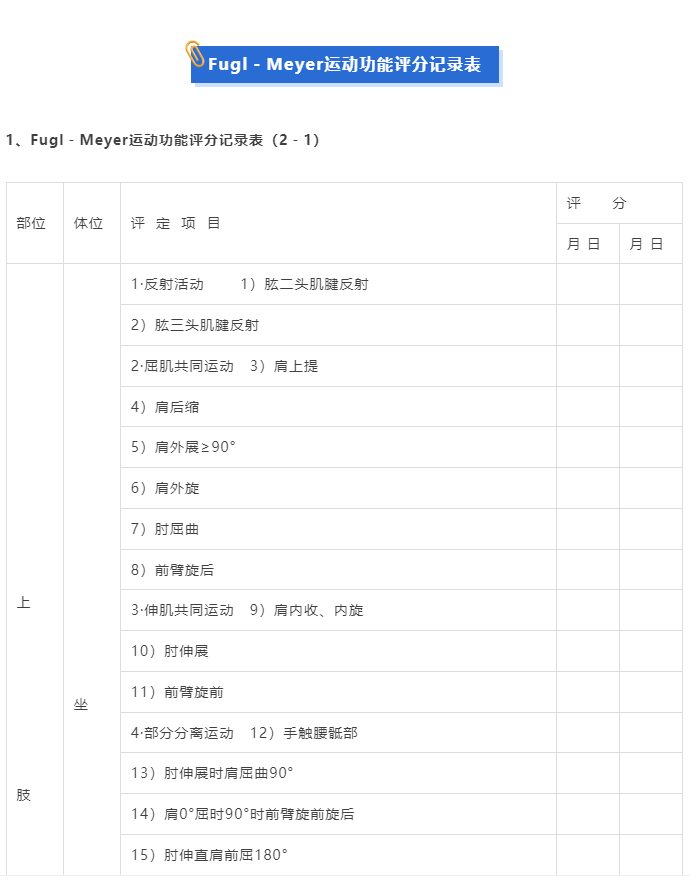 Fugl - Meyer运动功能评分记录表
1、Fugl - Meyer运动功能评分记录表（2 - 1）
部位 体位 评 定 项 目 评 分
月 日 月 日
1·反射活动 1）肱二头肌腱反射
2）肱三头肌腱反射
2·屈肌共同运动 3）肩上提
4）肩后缩
5）肩外展≥90°
6）肩外旋
7）肘屈曲
8）前臂旋后
上
3·伸肌共同运动 9）肩内收、内旋
10）肘伸展
11）前臂旋前
坐
4·部分分离运动 12）手触腰骶部
13）肘伸展时肩屈曲90°
肢
14）肩0°屈时90°时前臂旋前旋后
15）肘伸直肩前屈180°